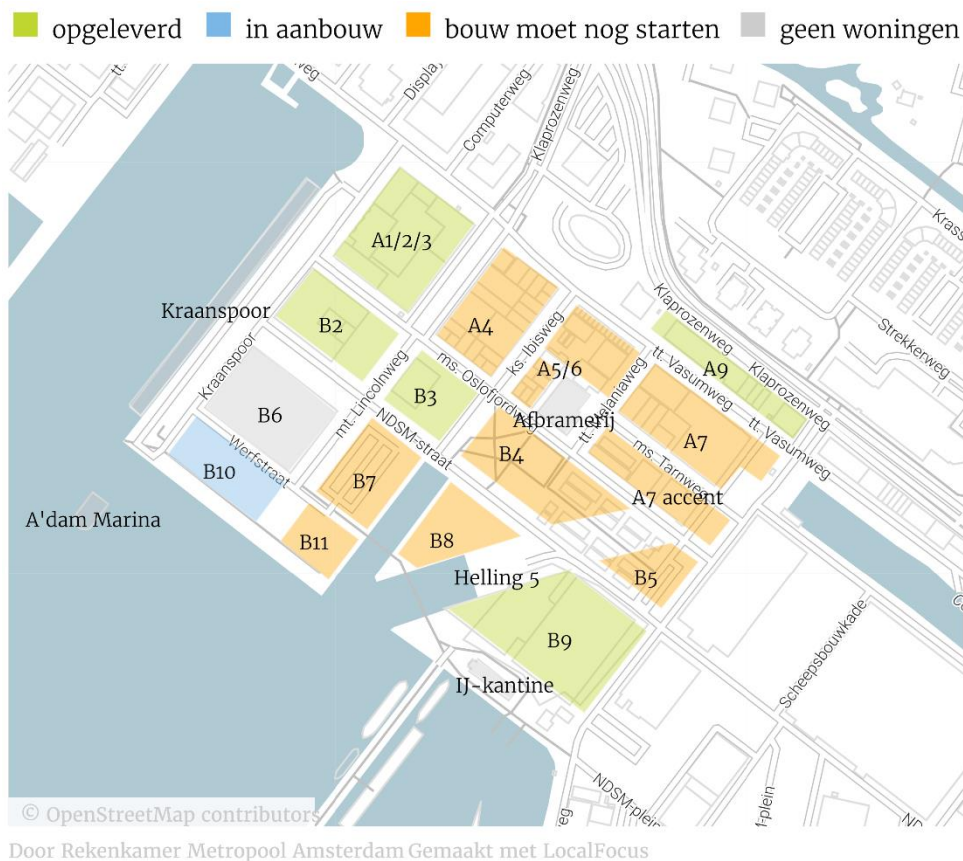 opgeleverd in aanbouw bouw moet nog starten geen woningen
Display
Computerweg
Klaprozenweg
A1/2/3
Kraanspoor
B2
A4
ks. Ibisweg
Klaprozenweg
Strekkerweg
Kraanspoor
mt. Lincolnweg
B3
ms. Oslofjordweg
A5/6
tt. Vasumweg
A9
Klaprozenweg
tt. Vasumweg
B6
NDSM-straat
Afbramerij
A7
B4
ms. Tarnweg
Werfstraat
B10
B7
A7 accent
A'dam Marina
B11
B8
Helling 5
B5
B9
Scheepsbouwkade
IJ-kantine
NDSM-plein
© OpenStreetMap contributors
Door Rekenkamer Metropool Amsterdam Gemaakt met LocalFocus